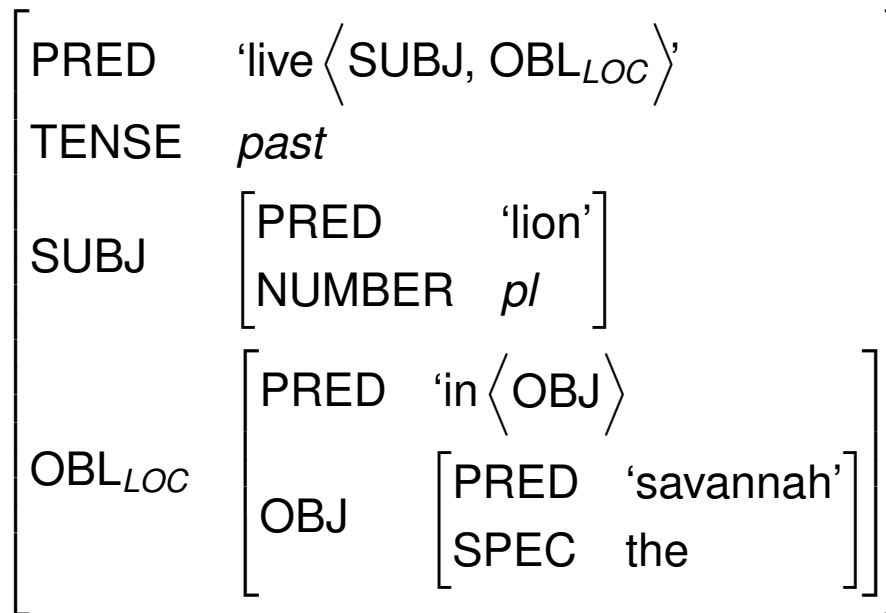 PRED ‘live⟨SUBJ, OBL_LOC⟩’
TENSE past
SUBJ [PRED ‘lion’
NUMBER pl]
OBL_LOC [PRED ‘in⟨OBJ⟩
OBJ [PRED ‘savannah’
SPEC the]]